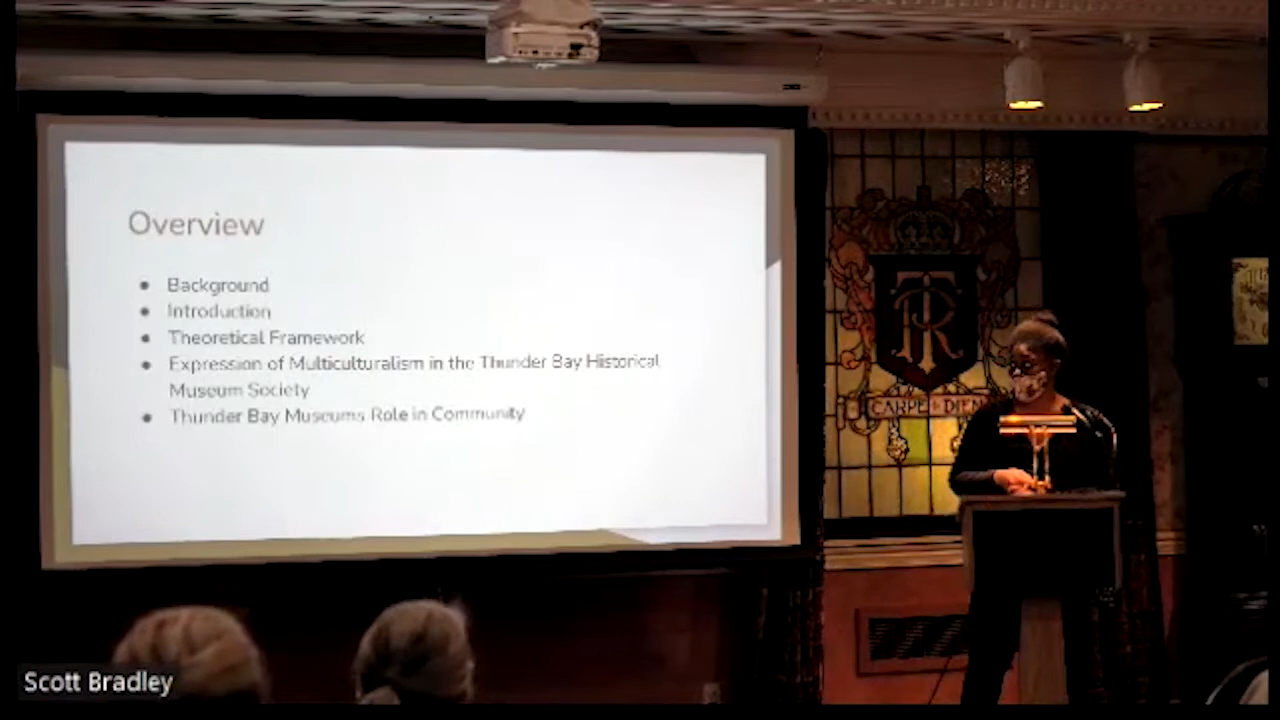 Overview
Background
Introduction
Theoretical Framework
Expression of Multiculturalism in the Thunder Bay Historical
Museum Society
Thunder Bay Museums Role in Community
TR
CARPE DIEM
Scott Bradley